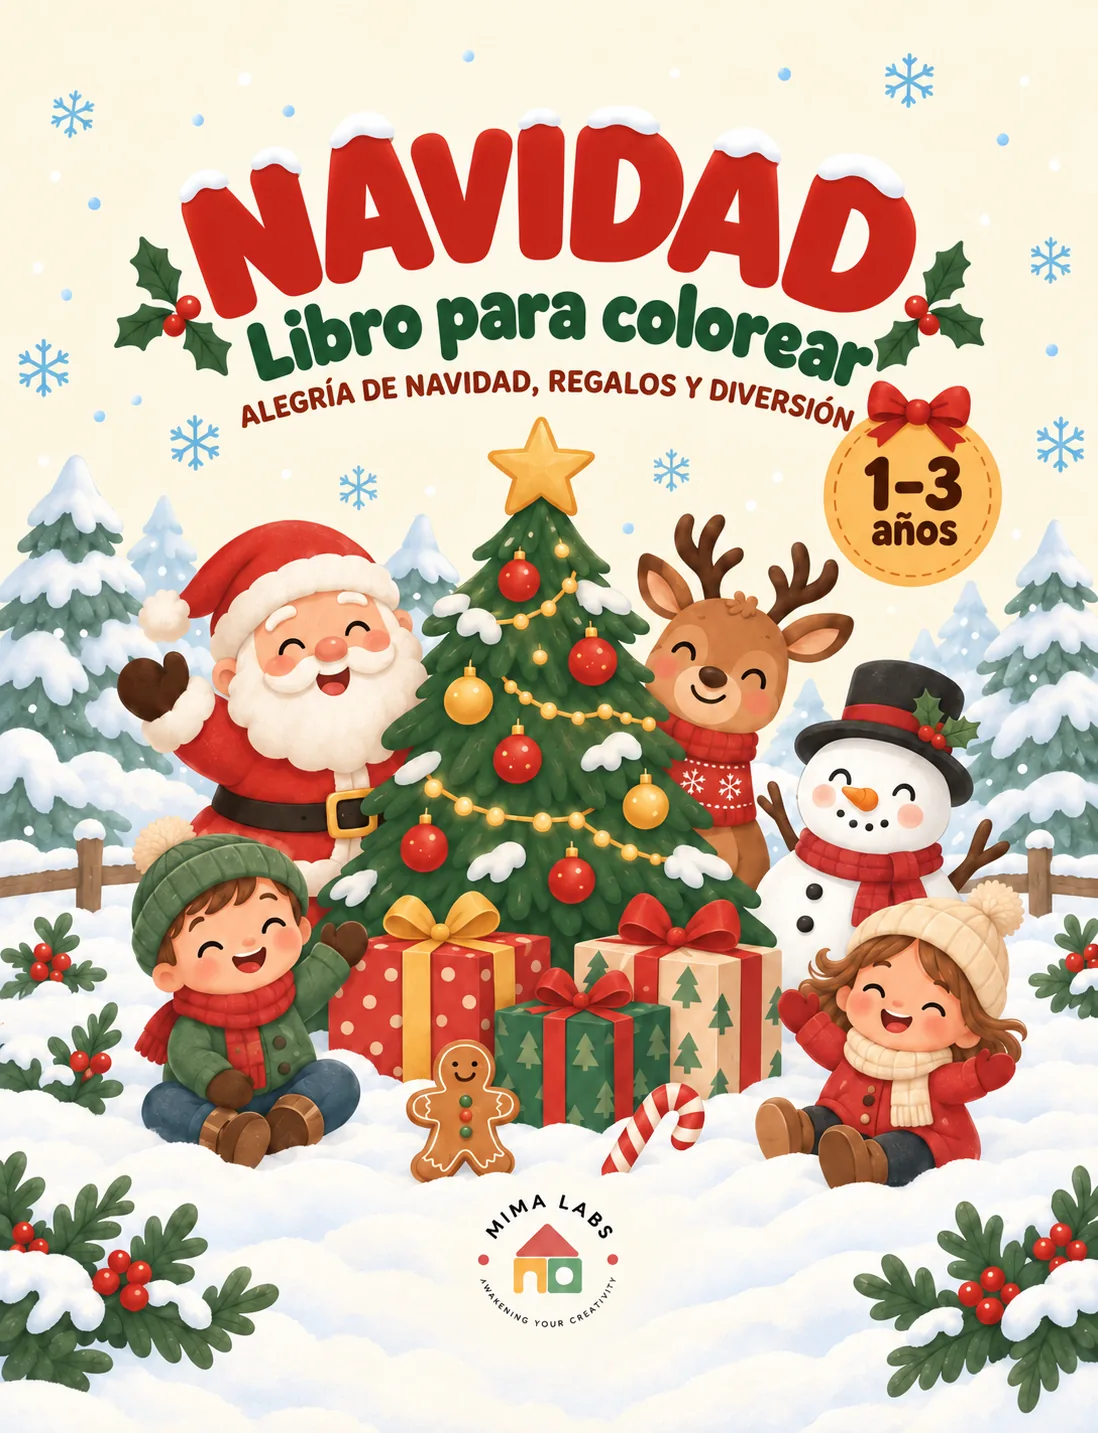 NAVIDAD
Libro para colorear
ALEGRÍA DE NAVIDAD, REGALOS Y DIVERSIÓN
1-3
años
MIMA LABS
AWAKENING YOUR CREATIVITY